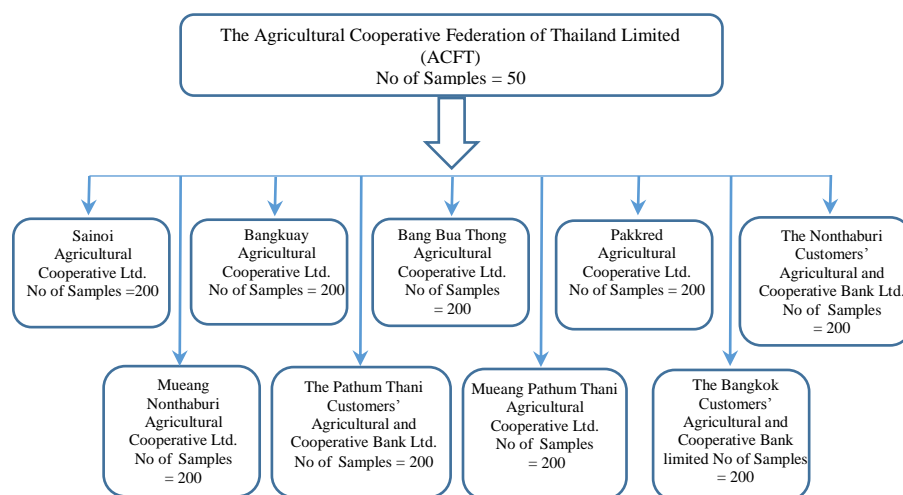 The Agricultural Cooperative Federation of Thailand Limited
(ACFT)
No of Samples = 50
Sainoi
Agricultural
Cooperative Ltd.
No of Samples =200
Bangkuay
Agricultural
Cooperative Ltd.
No of Samples = 200
Bang Bua Thong
Agricultural
Cooperative Ltd.
No of Samples
= 200
Pakkred
Agricultural
Cooperative Ltd.
No of Samples = 200
The Nonthaburi
Customers’
Agricultural and
Cooperative Bank Ltd.
No of Samples
= 200
Mueang
Nonthaburi
Agricultural
Cooperative Ltd.
No of Samples
= 200
The Pathum Thani
Customers’
Agricultural and
Cooperative Bank Ltd.
No of Samples = 200
Mueang Pathum Thani
Agricultural
Cooperative Ltd.
No of Samples
= 200
The Bangkok
Customers’
Agricultural and
Cooperative Bank
limited No of Samples
= 200